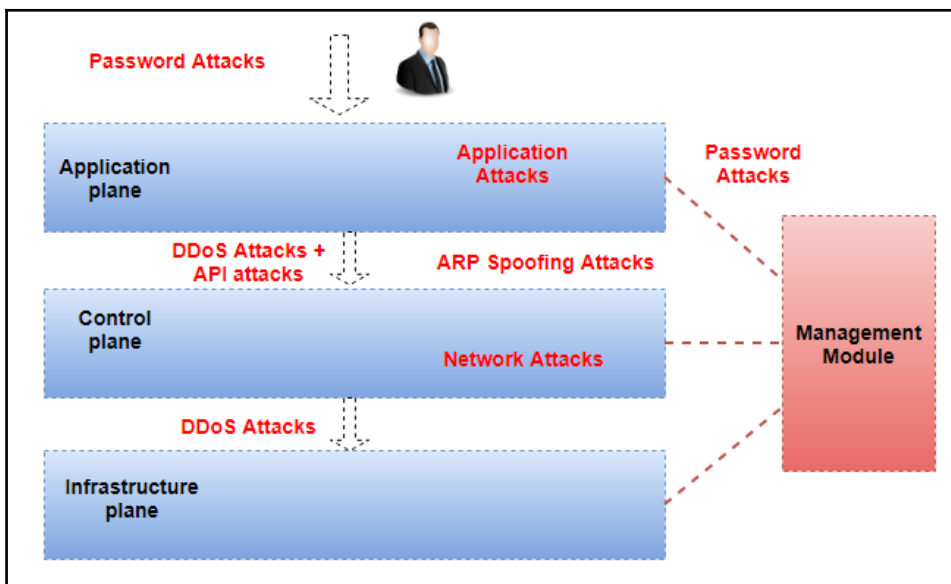 Password Attacks
Application
plane
Application
Attacks
Password
Attacks
DDoS Attacks +
API attacks
ARP Spoofing Attacks
Control
plane
Network Attacks
Management
Module
DDoS Attacks
Infrastructure
plane